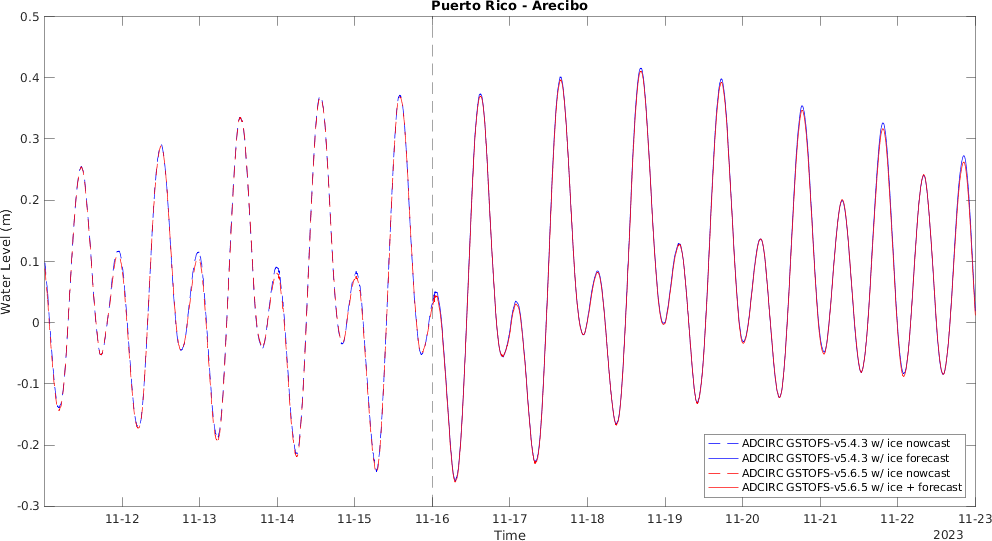 Puerto Rico - Arecibo
0.5
0.4
0.3
0.2
0.1
0
-0.1
-0.2
-0.3
Water Level (m)
ADCIRC GSTOFS-v5.4.3 w/ ice nowcast
ADCIRC GSTOFS-v5.4.3 w/ ice forecast
ADCIRC GSTOFS-v5.6.5 w/ ice nowcast
ADCIRC GSTOFS-v5.6.5 w/ ice + forecast
11-12 11-13 11-14 11-15 11-16 11-17 11-18 11-19 11-20 11-21 11-22 11-23
Time
2023